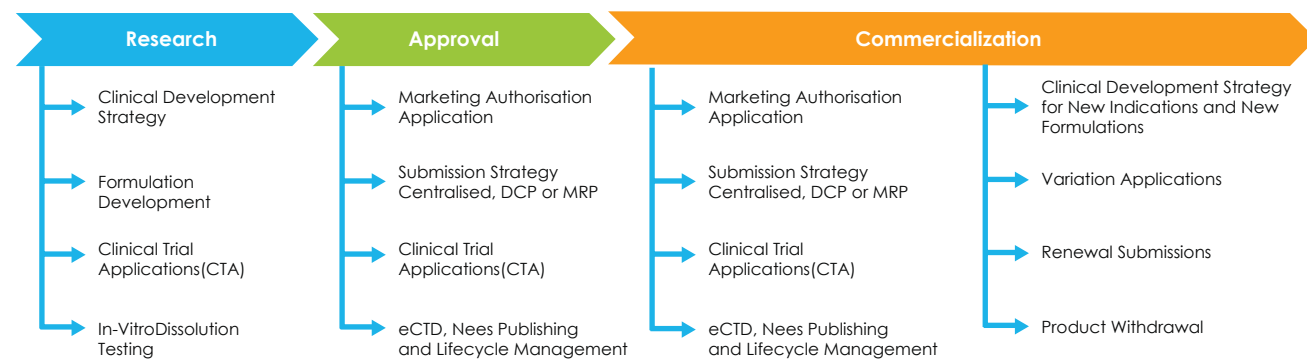 Research
Clinical Development
Strategy
Formulation
Development
Clinical Trial
Applications(CTA)
In-VitroDissolution
Testing
Approval
Marketing Authorisation
Application
Submission Strategy
Centralised, DCP or MRP
Clinical Trial
Applications(CTA)
eCTD, Nees Publishing
and Lifecycle Management
Commercialization
Marketing Authorisation
Application
Submission Strategy
Centralised, DCP or MRP
Clinical Trial
Applications(CTA)
eCTD, Nees Publishing
and Lifecycle Management
Clinical Development Strategy
for New Indications and New
Formulations
Variation Applications
Renewal Submissions
Product Withdrawal